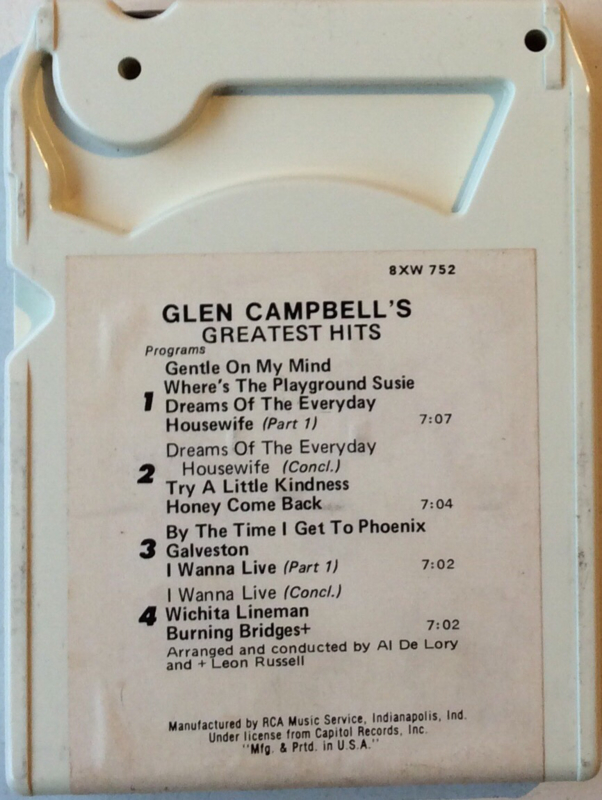 8XW 752
GLEN CAMPBELL'S
GREATEST HITS
Programs
1
Gentle On My Mind
Where's The Playground Susie
Dreams Of The Everyday
Housewife (Part 1) 7:07
2
Dreams Of The Everyday
Housewife (Concl.)
Try A Little Kindness
Honey Come Back 7:04
3
By The Time I Get To Phoenix
Galveston
I Wanna Live (Part 1) 7:02
4
I Wanna Live (Concl.)
Wichita Lineman
Burning Bridges+ 7:02
Arranged and conducted by Al De Lory
and + Leon Russell
Manufactured by RCA Music Service, Indianapolis, Ind.
Under license from Capitol Records, Inc.
"Mfg. & Prtd. in U.S.A."